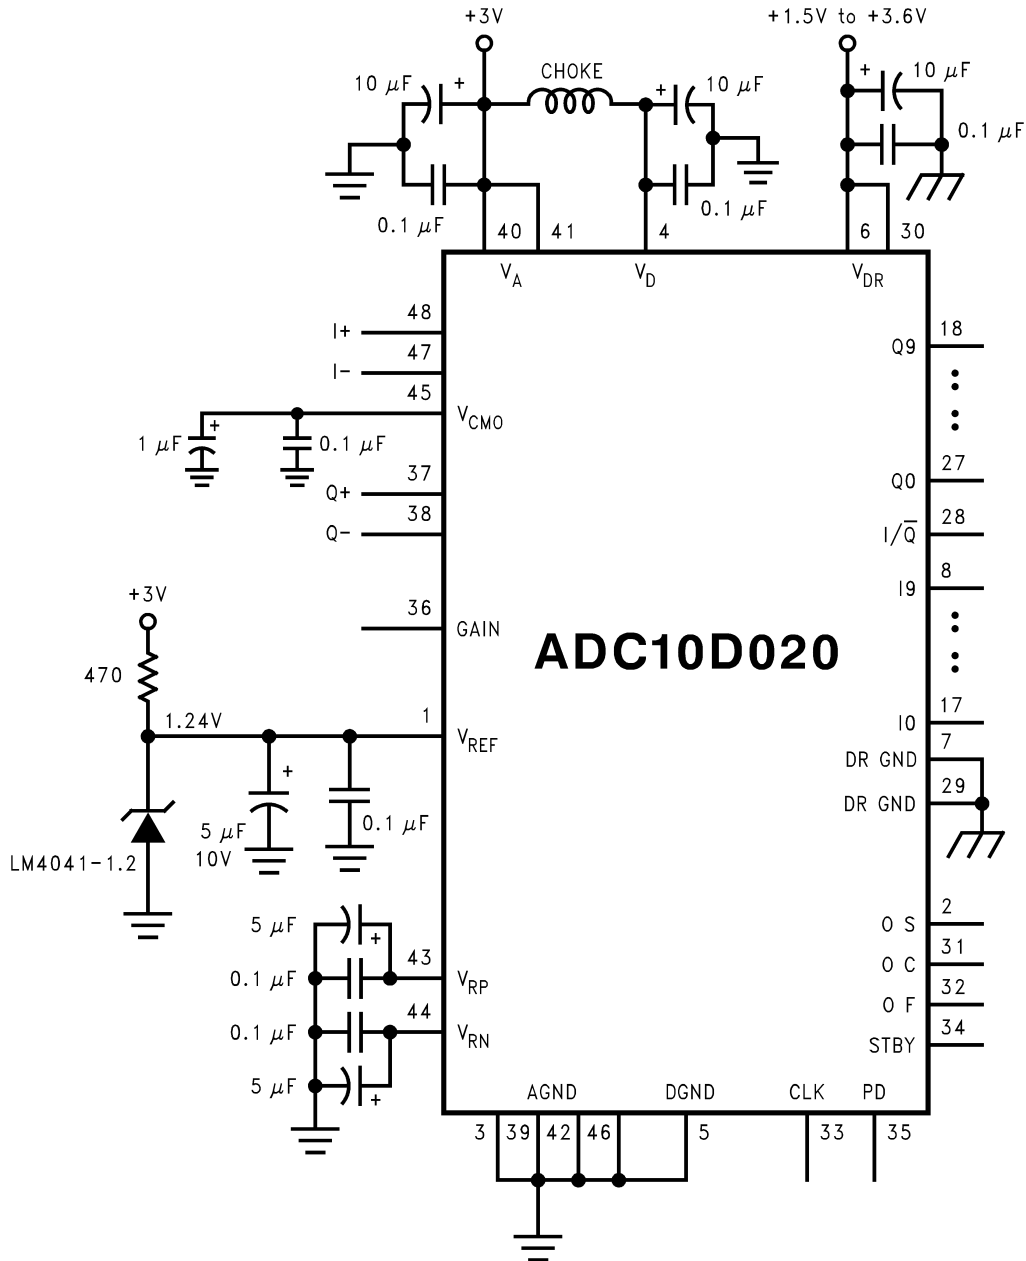 +3V
+1.5V to +3.6V
10 μF
+
CHOKE
+
10 μF
+
10 μF
0.1 μF
0.1 μF
0.1 μF
40
41
4
6
30
VA
VD
VDR
48
I+
47
I-
45
VCMO
+
1 μF
0.1 μF
37
Q+
38
Q-
36
GAIN
+3V
470
1.24V
1
VREF
+
5 μF
10V
0.1 μF
LM4041-1.2
5 μF
+
43
0.1 μF
VRP
44
0.1 μF
VRN
5 μF
+
ADC10D020
18
Q9
27
Q0
28
I/Q̅
8
I9
17
I0
7
DR GND
29
DR GND
2
O S
31
O C
32
O F
34
STBY
AGND
DGND
CLK
PD
3
39
42
46
5
33
35